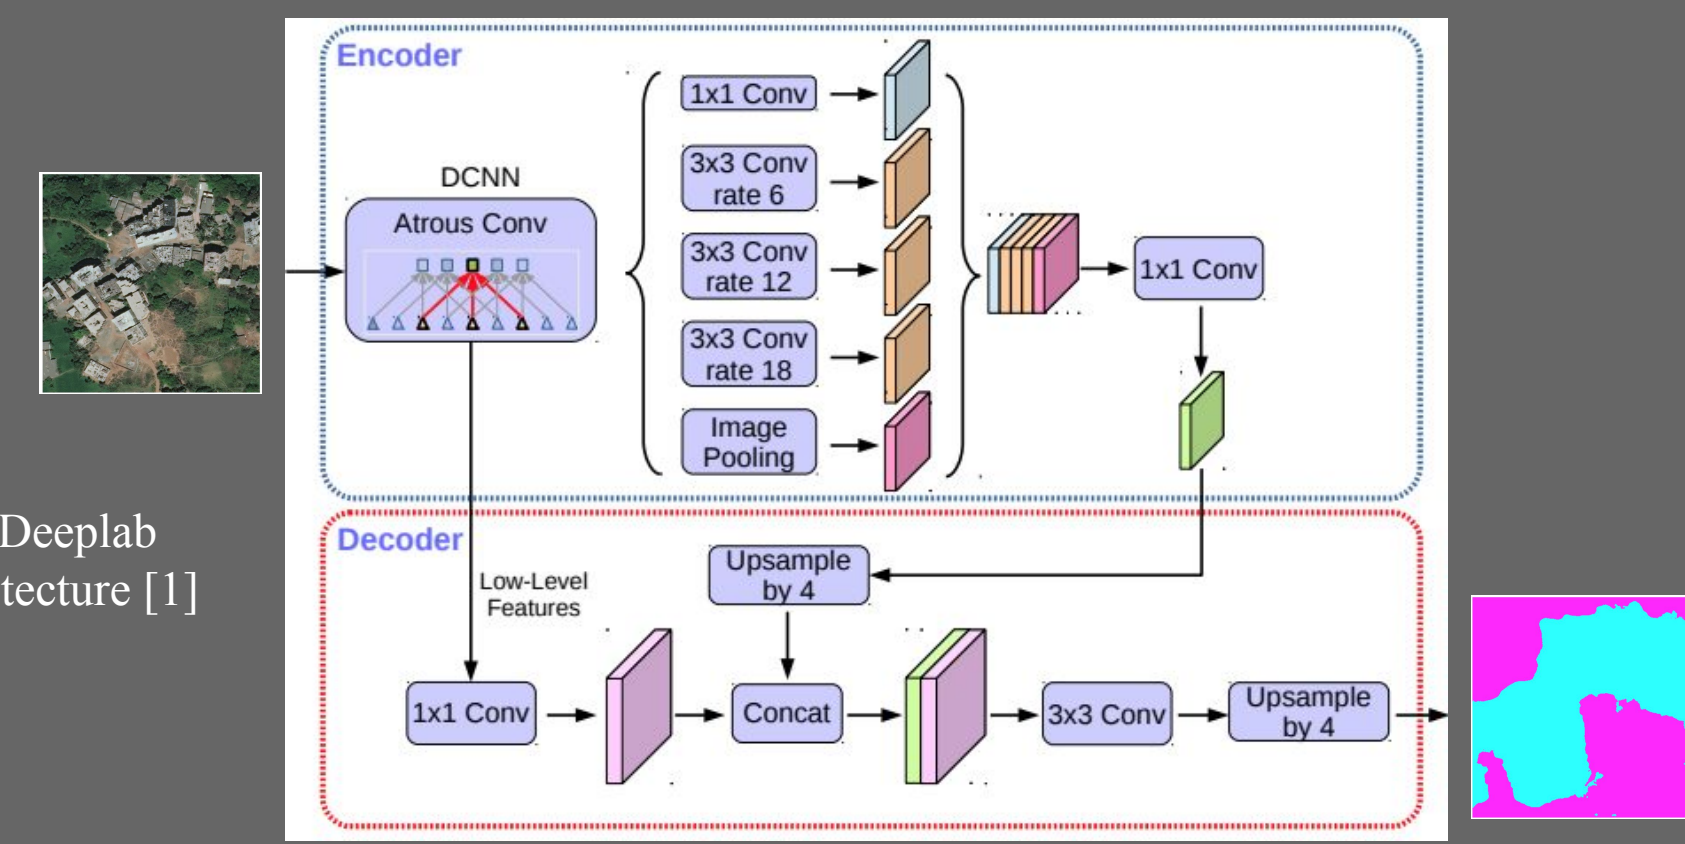 Encoder
1x1 Conv
3x3 Conv
rate 6
DCNN
Atrous Conv
3x3 Conv
rate 12
1x1 Conv
3x3 Conv
rate 18
Image
Pooling
Deeplab
tecture [1]
Decoder
Low-Level
Features
Upsample
by 4
1x1 Conv
Concat
3x3 Conv
Upsample
by 4